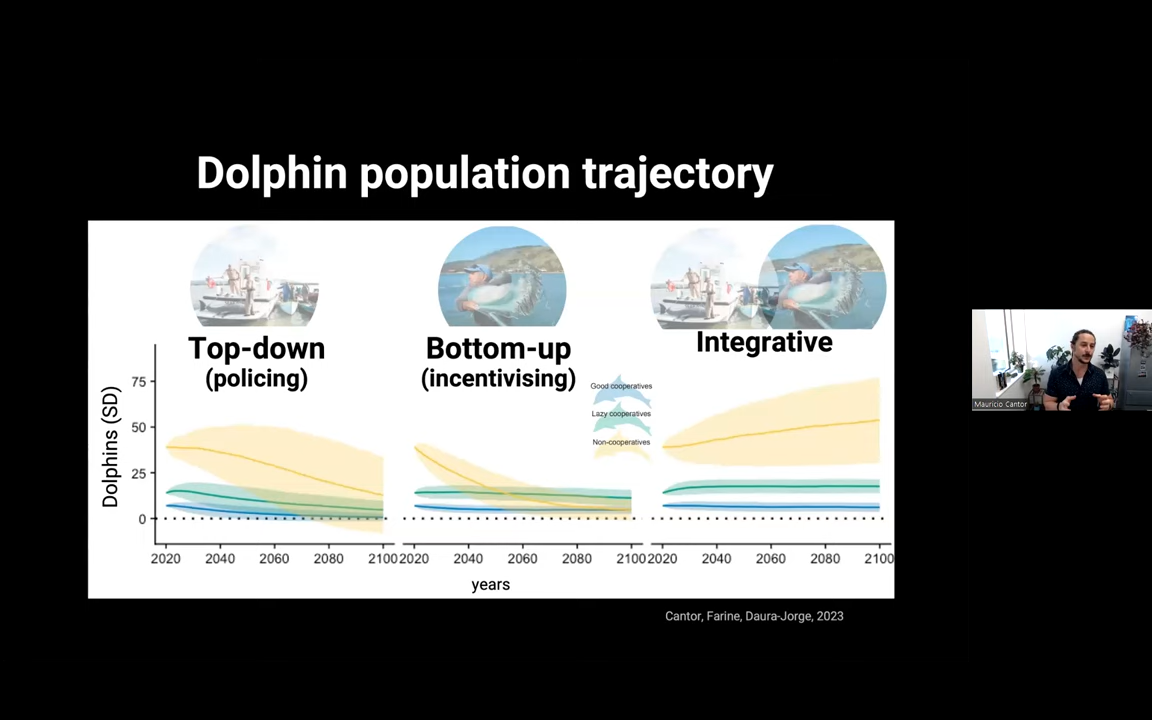 Dolphin population trajectory
Top-down
(policing)
Bottom-up
(incentivising)
Integrative
Good cooperatives
Lazy cooperatives
Non-cooperatives
Dolphins (SD)
75
50
25
0
2020 2040 2060 2080 2100
2020 2040 2060 2080 2100
2020 2040 2060 2080 2100
years
Cantor, Farine, Daura-Jorge, 2023
Mauricio Cantor